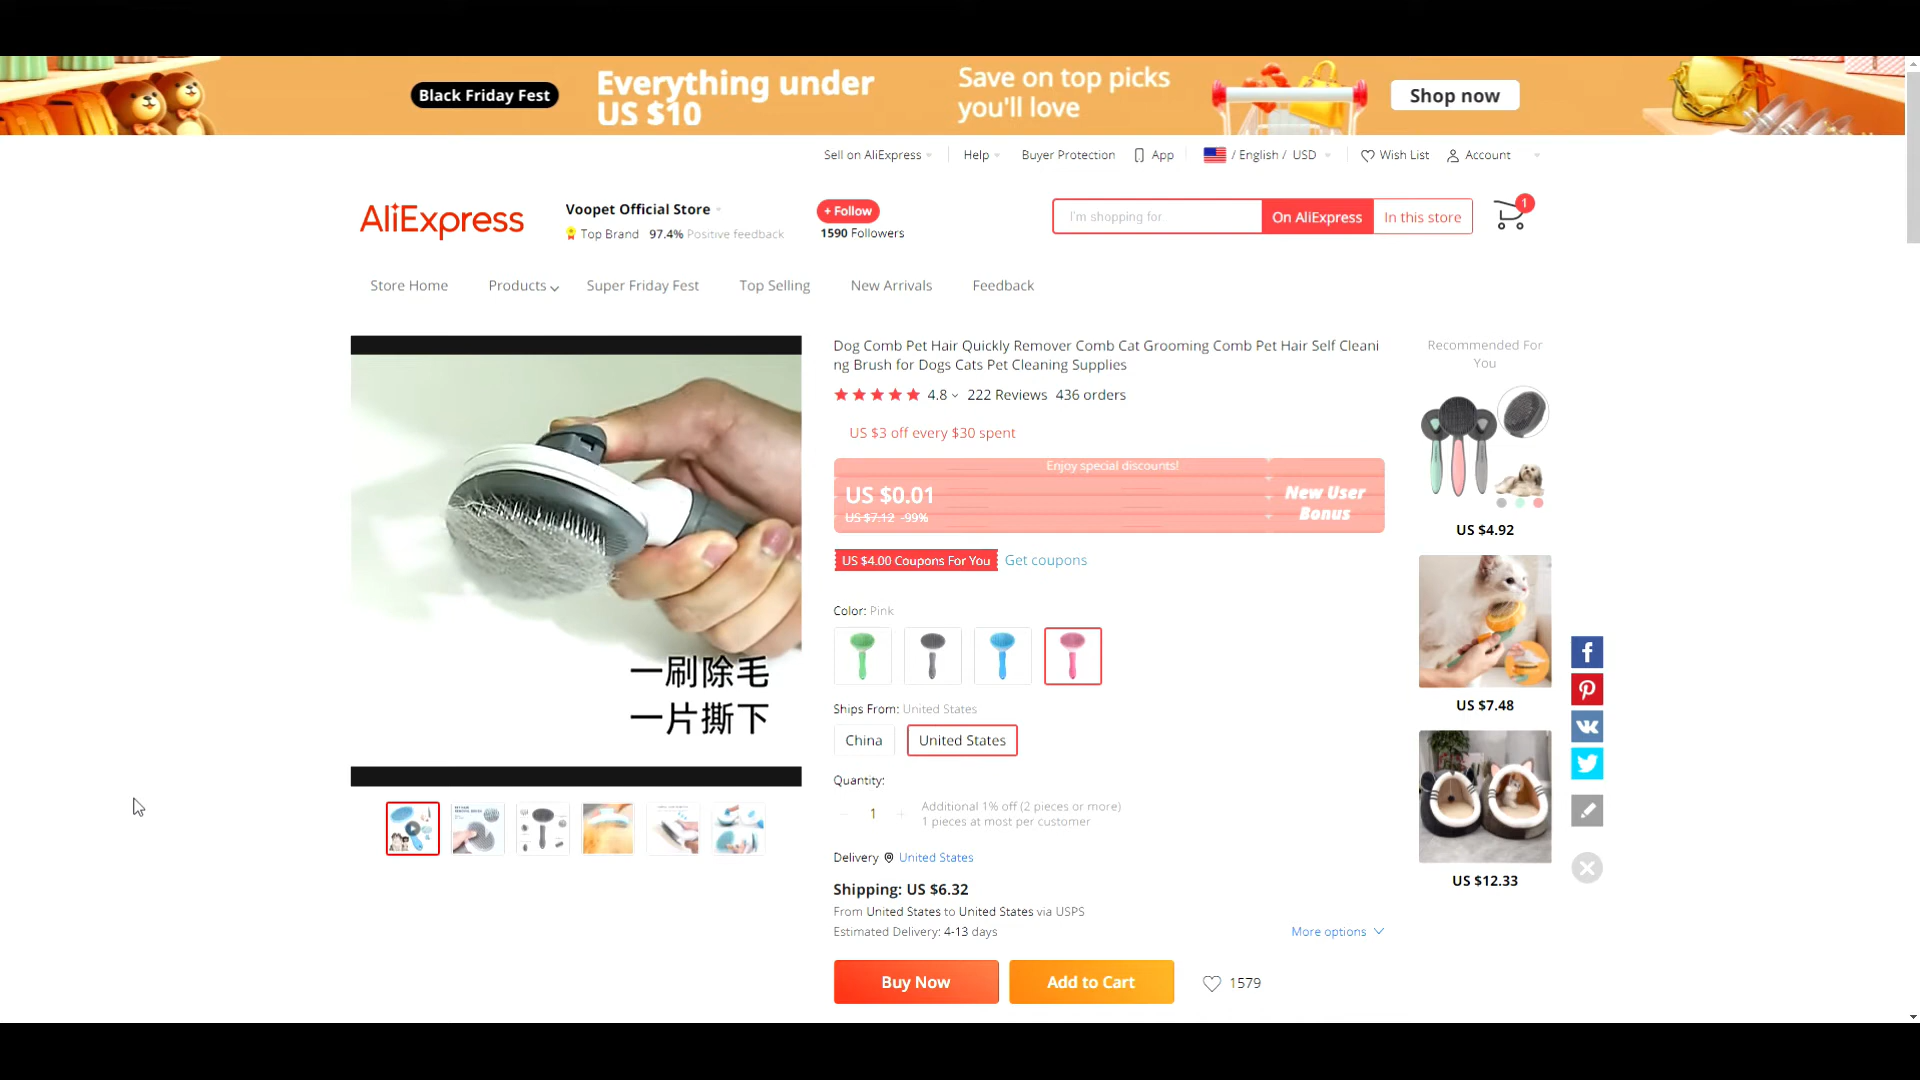 Black Friday Fest
Everything under
US $10
Save on top picks
you'll love
Shop now
Sell on AliExpress
Help
Buyer Protection
App
/ English / USD
Wish List
Account
AliExpress
Voopet Official Store
Top Brand 97.4% Positive feedback
+ Follow
1590 Followers
I'm shopping for
On AliExpress
In this store
1
Store Home
Products
Super Friday Fest
Top Selling
New Arrivals
Feedback
Dog Comb Pet Hair Quickly Remover Comb Cat Grooming Comb Pet Hair Self Cleani
ng Brush for Dogs Cats Pet Cleaning Supplies
4.8 222 Reviews 436 orders
US $3 off every $30 spent
Enjoy special discounts!
US $0.01
US $7.12 -99%
New User
Bonus
US $4.00 Coupons For You
Get coupons
Color: Pink
Ships From: United States
China
United States
Quantity:
1
Additional 1% off (2 pieces or more)
1 pieces at most per customer
Delivery United States
Shipping: US $6.32
From United States to United States via USPS
Estimated Delivery: 4-13 days
More options
Buy Now
Add to Cart
1579
一刷除毛
一片撕下
Recommended For
You
US $4.92
US $7.48
US $12.33